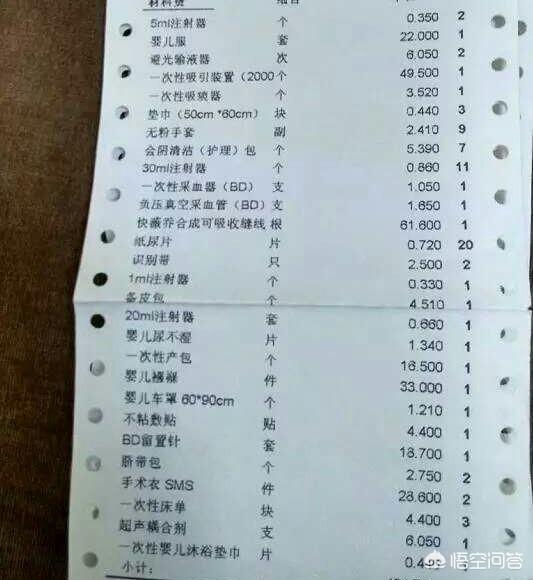 材料费
5ml注射器 个 0.350 2
婴儿服 套 22.000 1
避光输液器 次 6.050 2
一次性吸引装置（2000个 49.500 1
一次性吸痰器 个 3.520 1
垫巾（50cm *60cm） 块 0.440 3
无粉手套 副 2.410 9
会阴清洁（护理）包 个 5.390 7
30ml注射器 个 0.860 11
一次性采血器（BD） 支 1.050 1
负压真空采血管（BD） 支 1.650 1
快薇乔合成可吸收缝线 根 61.600 1
纸尿片 片 0.720 20
识别带 只 2.500 2
1ml注射器 个 0.330 1
备皮包 个 4.510 1
20ml注射器 套 0.660 1
婴儿尿不湿 片 1.340 1
一次性产包 个 16.500 1
婴儿襁褓 件 33.000 1
婴儿车罩 60*90cm 个 1.210 1
不粘敷贴 贴 4.400 1
BD留置针 套 18.700 1
脐带包 个 2.750 2
手术衣 SMS 件 28.600 2
一次性床单 块 4.400 3
超声耦合剂 支 6.050 1
一次性婴儿沐浴垫巾 片 1
小计：
悟空问答